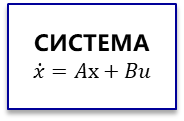 СИСТЕМА
ẋ = Ax + Bu